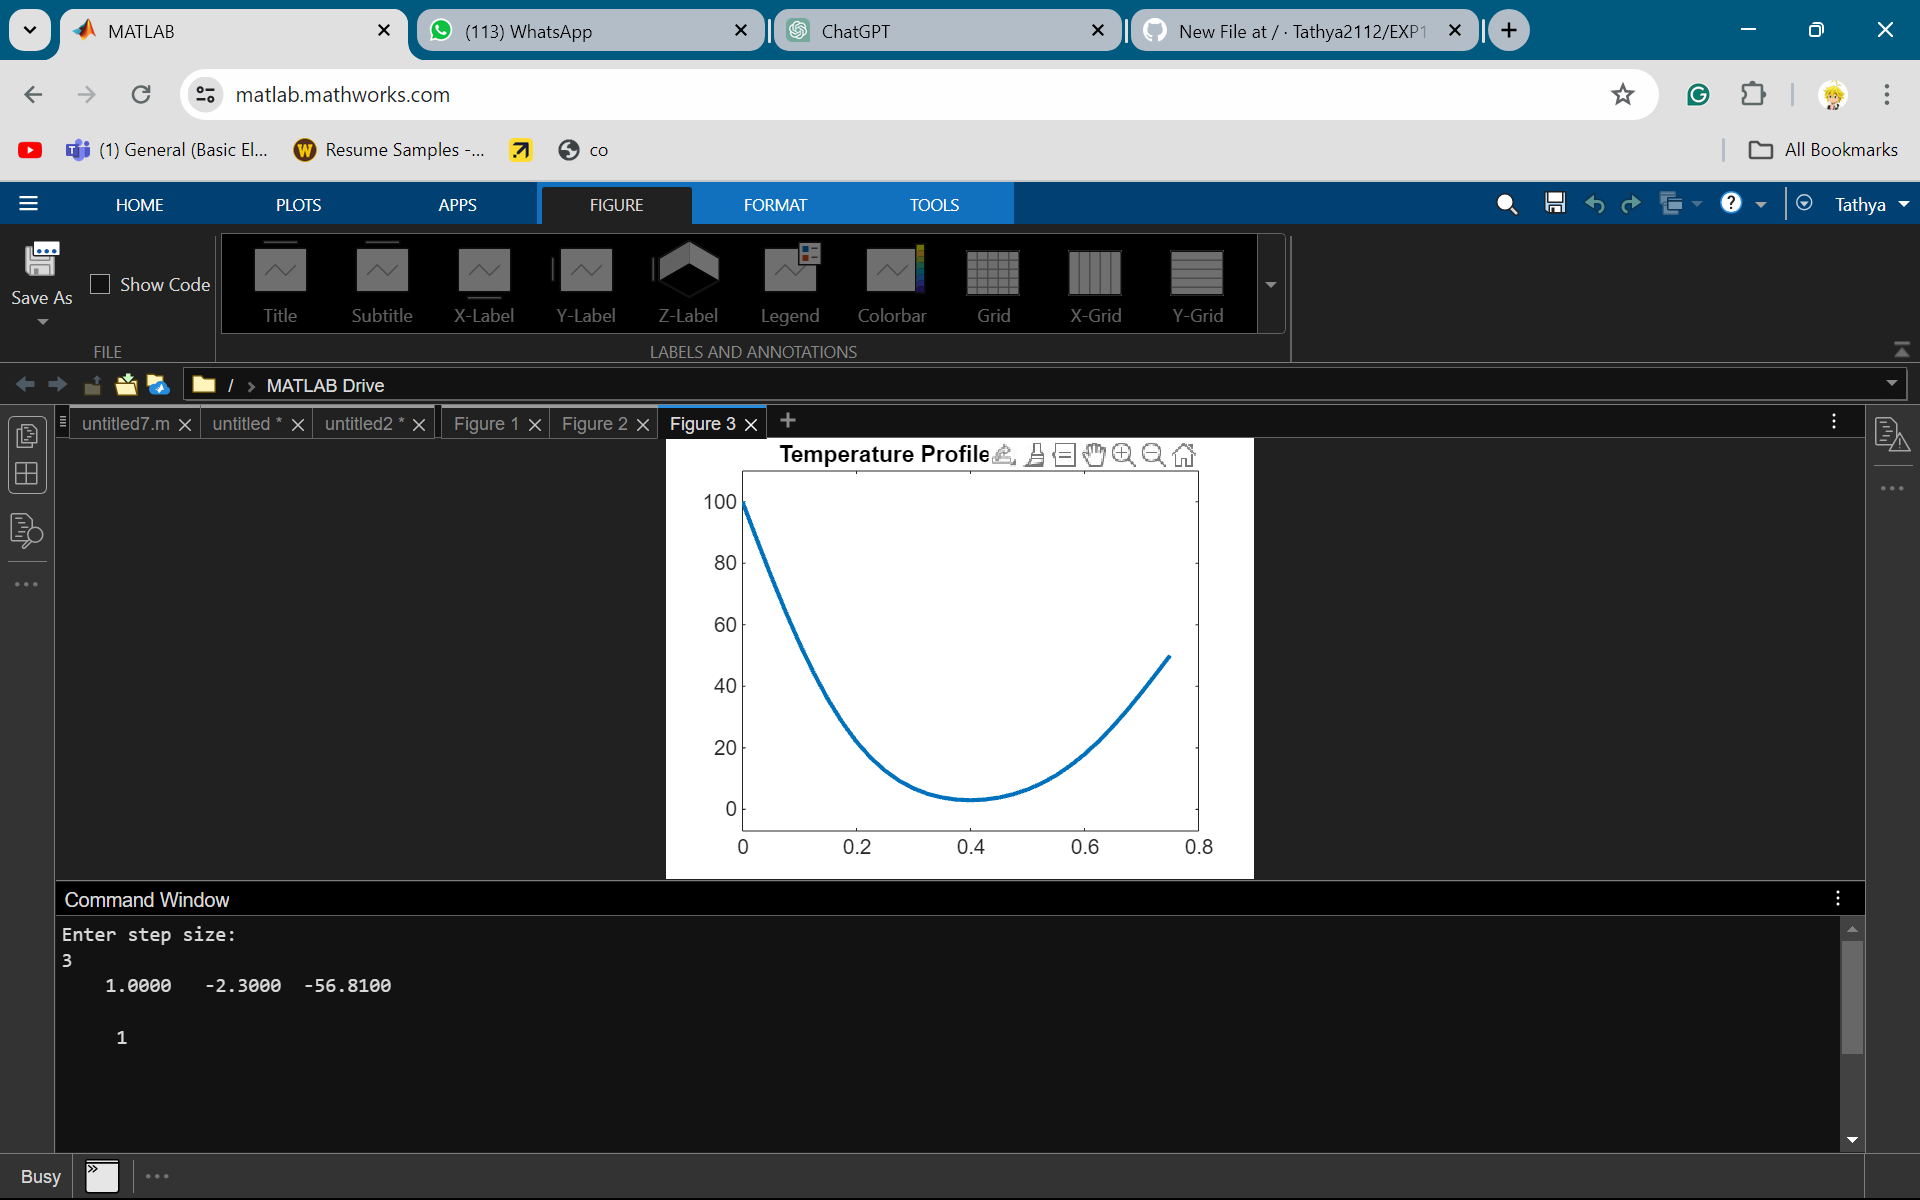 MATLAB
(113) WhatsApp
ChatGPT
New File at / · Tathya2112/EXP1
matlab.mathworks.com
(1) General (Basic El...
Resume Samples -...
co
All Bookmarks
HOME
PLOTS
APPS
FIGURE
FORMAT
TOOLS
Tathya
Save As
Show Code
Title
Subtitle
X-Label
Y-Label
Z-Label
Legend
Colorbar
Grid
X-Grid
Y-Grid
FILE
LABELS AND ANNOTATIONS
/ > MATLAB Drive
untitled7.m
untitled *
untitled2 *
Figure 1
Figure 2
Figure 3
Temperature Profile
100
80
60
40
20
0
0 0.2 0.4 0.6 0.8
Command Window
Enter step size:
3
1.0000 -2.3000 -56.8100
1
Busy